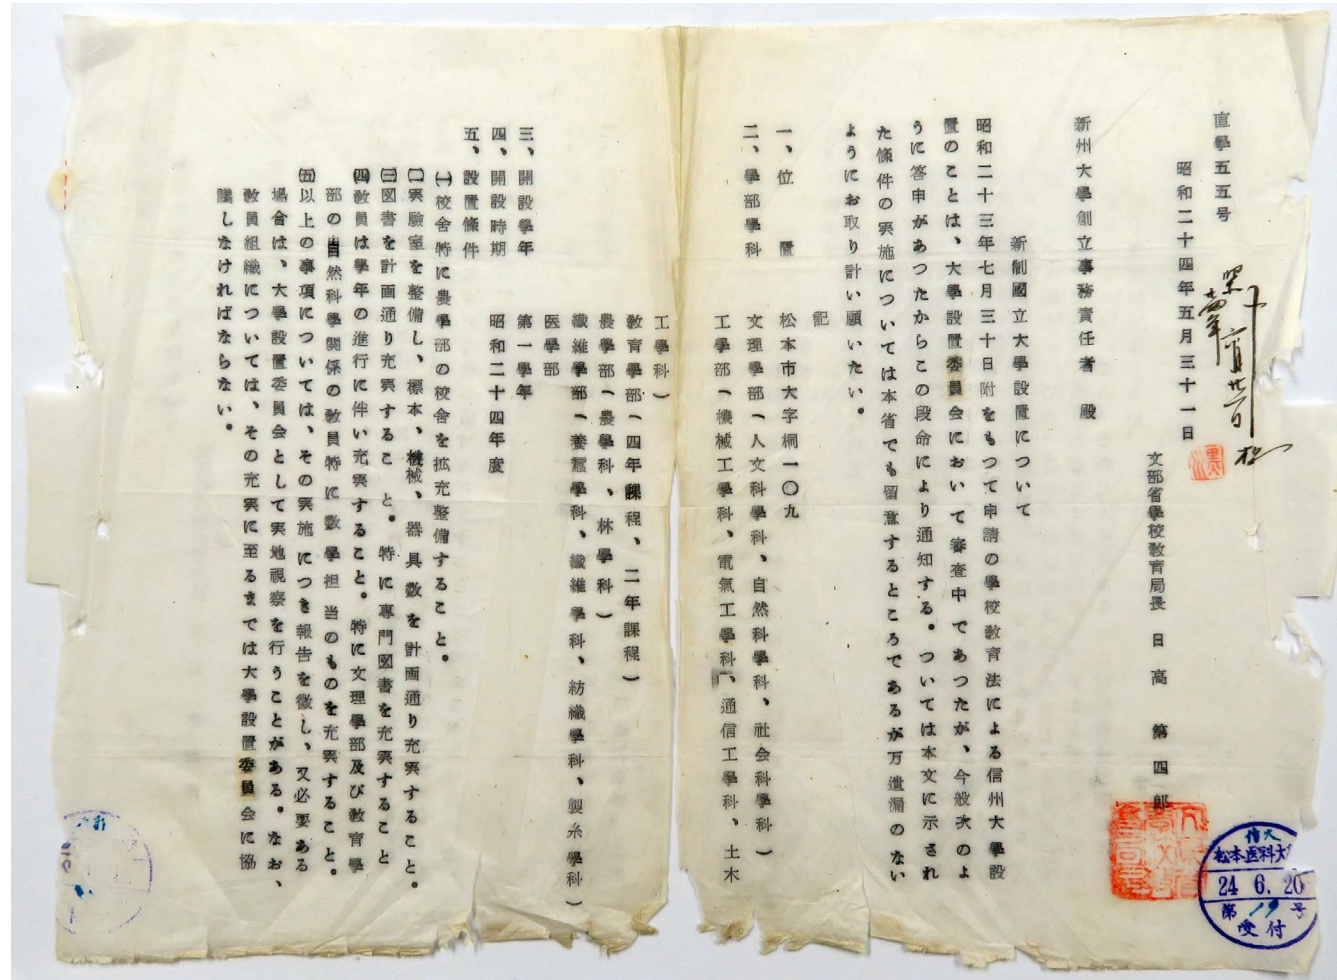 直學五五号
昭和二十四年五月三十一日
文部省學校教育局長　日高　第四郎
新州大學創立事務責任者　殿
新制國立大學設置について
昭和二十三年七月三十日附をもつて申請の學校教育法による信州大學設
置のことは、大學設置委員会において審査中であつたが、今般次のよ
うに答申があつたからこの段命により通知する。ついては本文に示され
た條件の実施については本省でも留意するところであるが万遺漏のない
ようにお取り計い願いたい。
記
一、位　置　松本市大字桐一〇九
二、學部學科　文理學部（人文科學科、自然科學科、社会科學科）
工學部（機械工學科、電氣工學科、通信工學科、土木
工學科）
教育學部（四年課程、二年課程）
農學部（農學科、林學科）
纖維學部（養蠶學科、纖維學科、紡織學科、製糸學科）
医學部
三、開設學年　第一學年
四、開設時期　昭和二十四年度
五、設置條件
㈠校舎特に農學部の校舎を拡充整備すること。
㈡実驗室を整備し、標本、機械、器具数を計画通り充実すること。
㈢図書を計画通り充実すること。特に専門図書を充実すること
㈣教員は學年の進行に伴い充実すること。特に文理學部及び教育學
部の自然科學関係の教員特に数學担当のものを充実すること。
㈤以上の事項については、その実施につき報告を徴し、又必要ある
場合は、大學設置委員会として実地視察を行うことがある。なお、
教員組織については、その充実に至るまでは大學設置委員会に協
議しなければならない。
信大
松本医科大
24 6. 20
第19号
受付